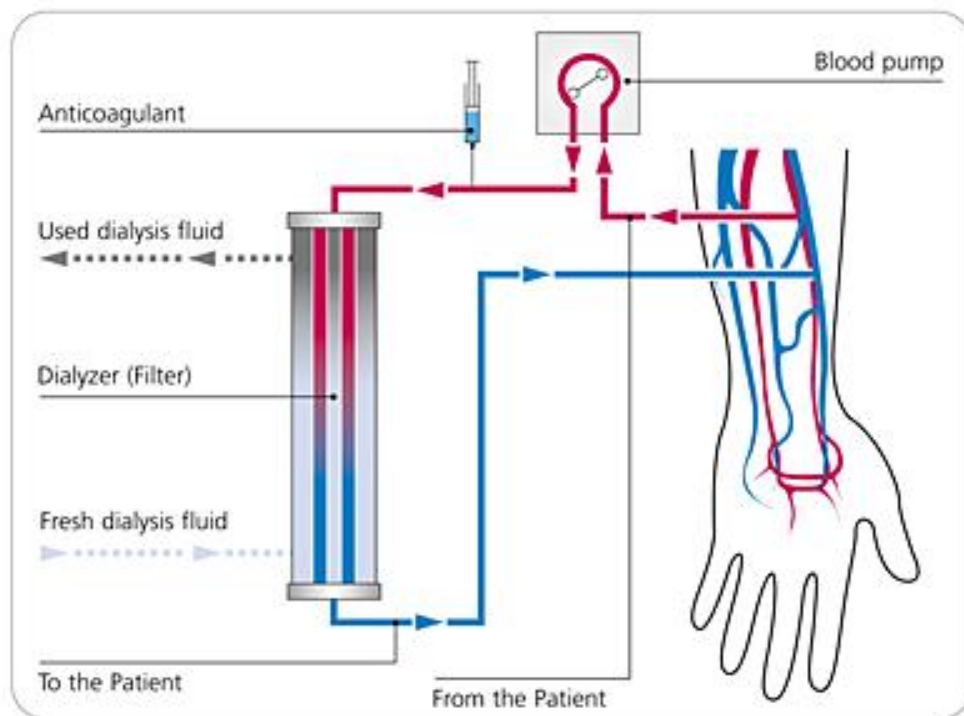 Blood pump
Anticoagulant
Used dialysis fluid
Dialyzer (Filter)
Fresh dialysis fluid
To the Patient
From the Patient